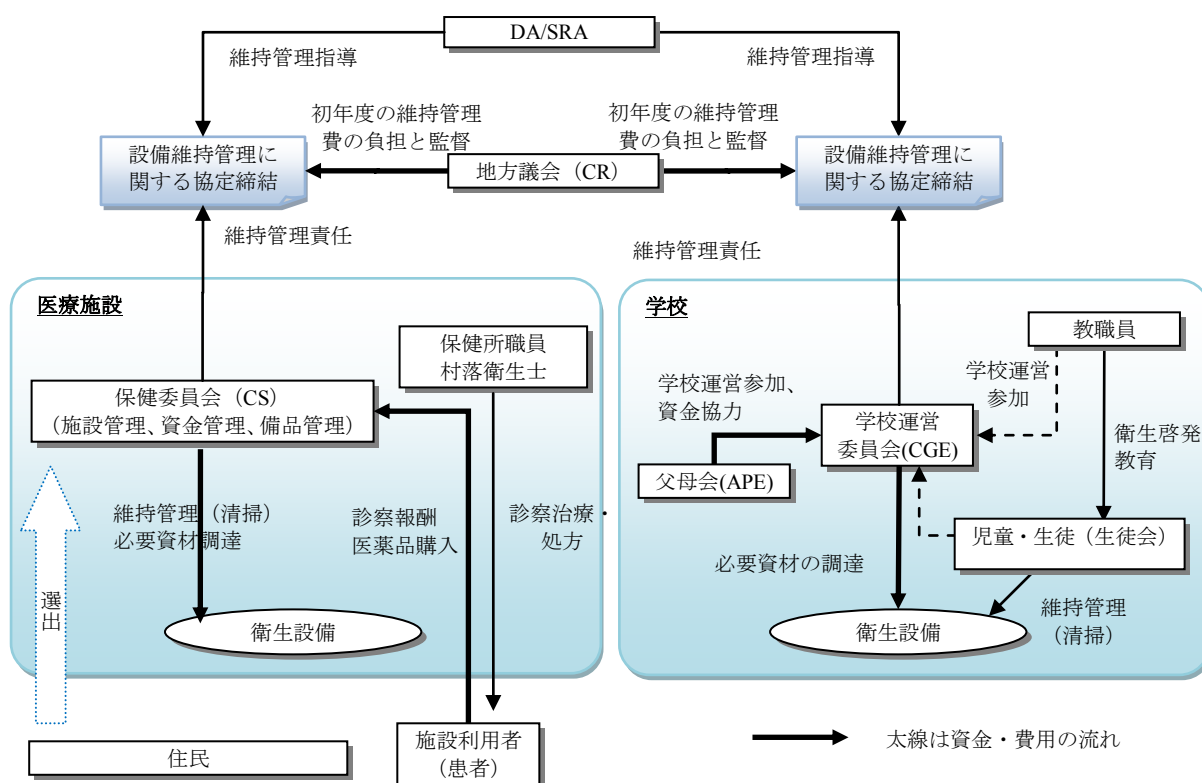 DA/SRA
維持管理指導
維持管理指導
初年度の維持管理
費の負担と監督
初年度の維持管理
費の負担と監督
設備維持管理に
関する協定締結
地方議会（CR）
設備維持管理に
関する協定締結
維持管理責任
維持管理責任
医療施設
保健所職員
村落衛生士
保健委員会（CS）
（施設管理、資金管理、備品管理）
維持管理（清掃）
必要資材調達
診察報酬
医薬品購入
診察治療・
処方
選出
衛生設備
住民
施設利用者
（患者）
学校
教職員
学校運営参加、
資金協力
学校運営
参加
学校運営
委員会(CGE)
父母会(APE)
衛生啓発
教育
児童・生徒（生徒会）
必要資材の調達
維持管理
（清掃）
衛生設備
太線は資金・費用の流れ